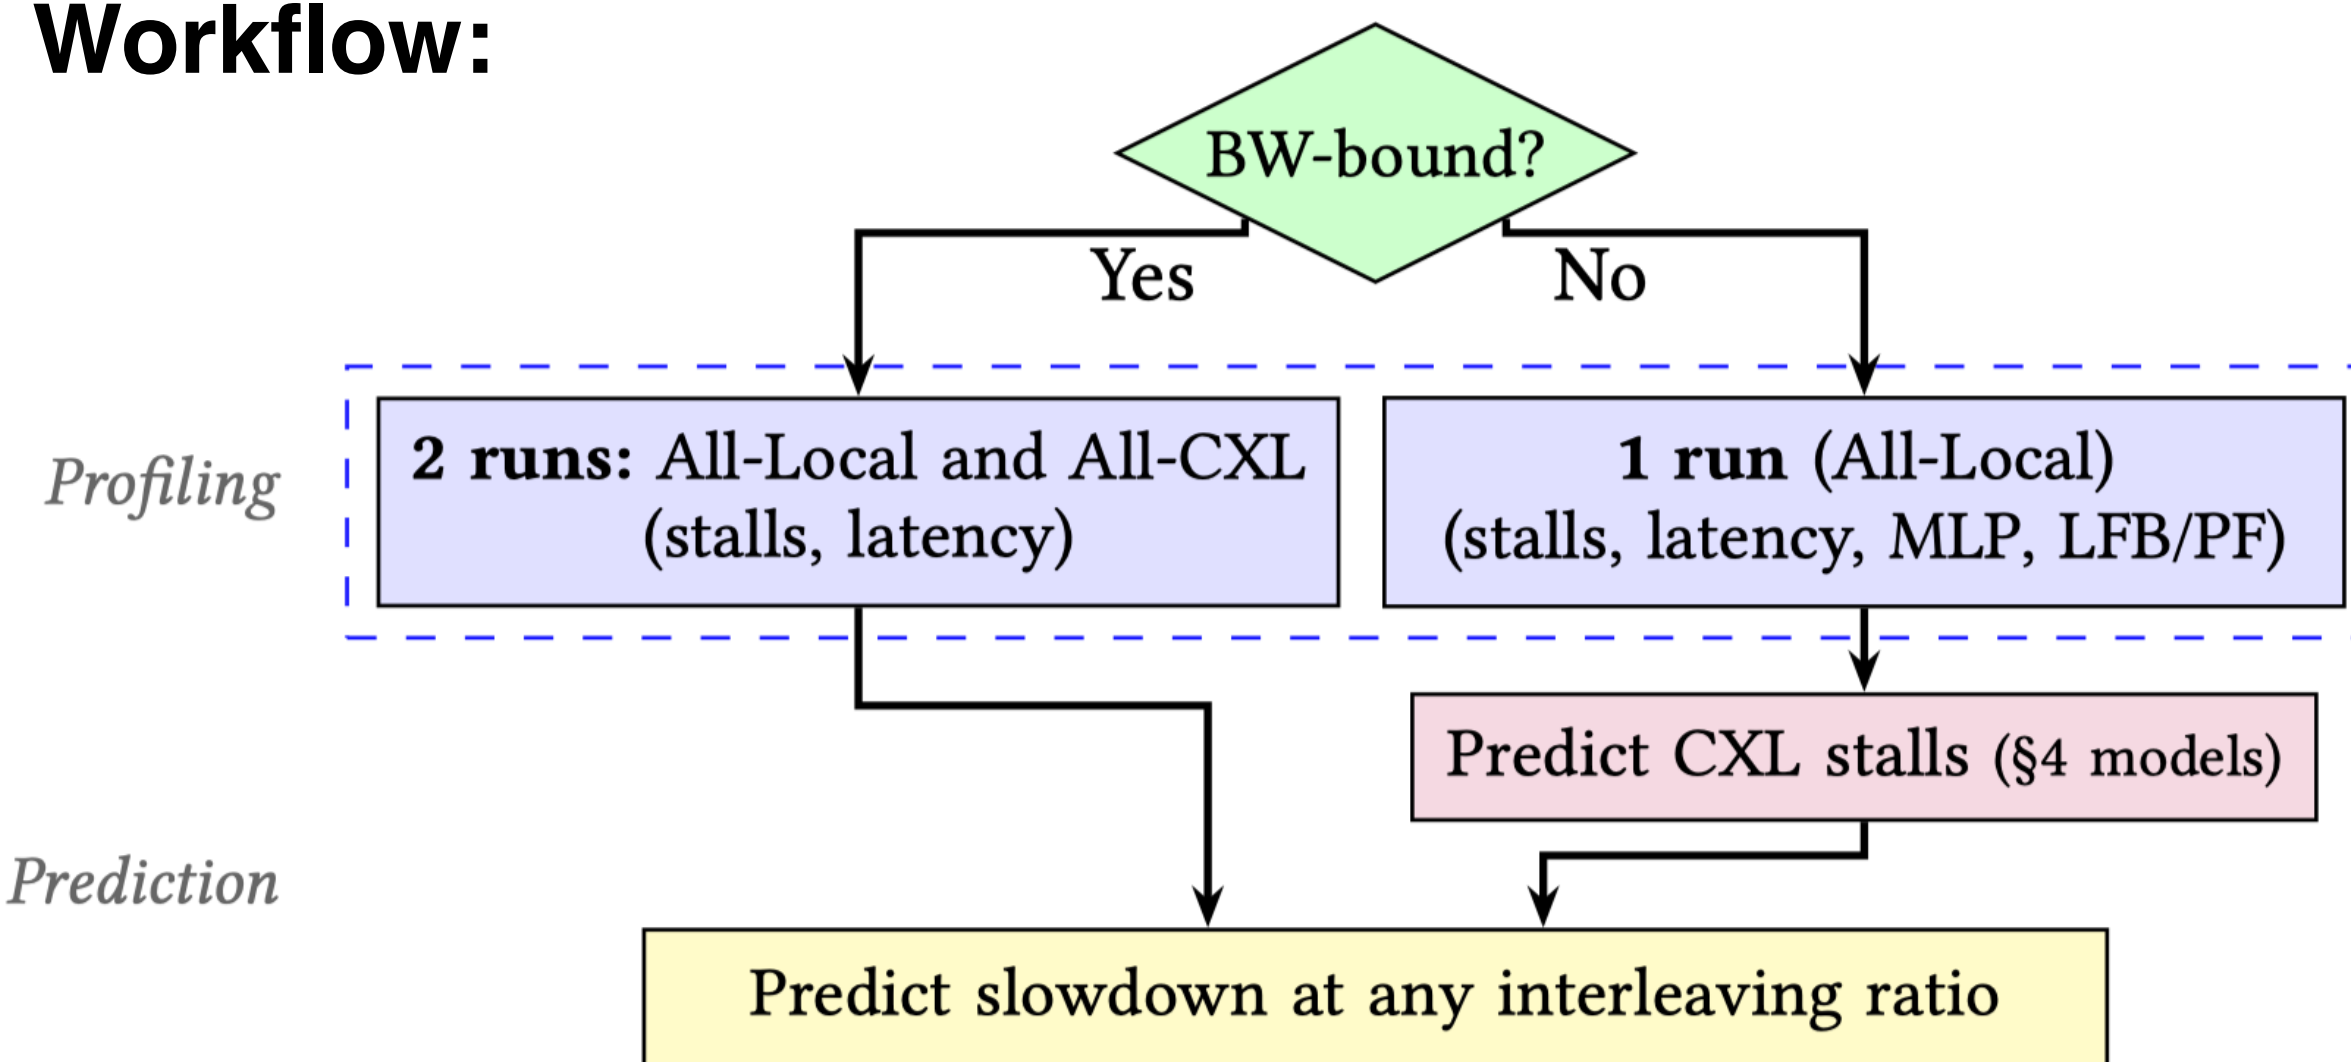 Workflow:
BW-bound?
Yes
No
Profiling
2 runs: All-Local and All-CXL
(stalls, latency)
1 run (All-Local)
(stalls, latency, MLP, LFB/PF)
Predict CXL stalls (§4 models)
Prediction
Predict slowdown at any interleaving ratio